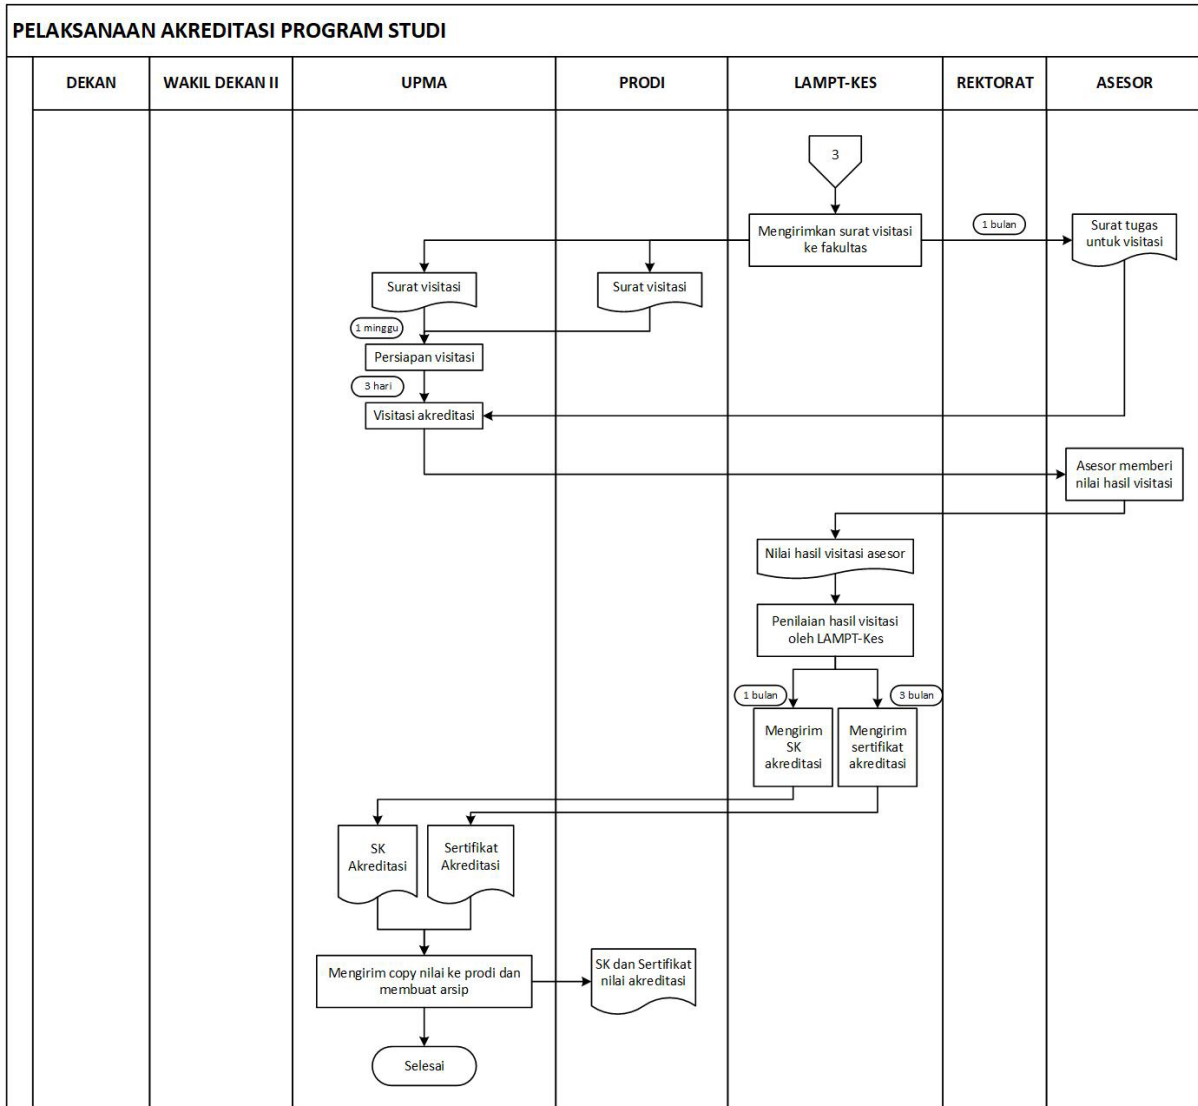 PELAKSANAAN AKREDITASI PROGRAM STUDI
DEKAN
WAKIL DEKAN II
UPMA
PRODI
LAMPT-KES
REKTORAT
ASESOR
3
Mengirimkan surat visitasi
ke fakultas
1 bulan
Surat tugas
untuk visitasi
Surat visitasi
Surat visitasi
1 minggu
Persiapan visitasi
3 hari
Visitasi akreditasi
Asesor memberi
nilai hasil visitasi
Nilai hasil visitasi asesor
Penilaian hasil visitasi
oleh LAMPT-Kes
1 bulan
3 bulan
Mengirim
SK
akreditasi
Mengirim
sertifikat
akreditasi
SK
Akreditasi
Sertifikat
Akreditasi
Mengirim copy nilai ke prodi dan
membuat arsip
SK dan Sertifikat
nilai akreditasi
Selesai